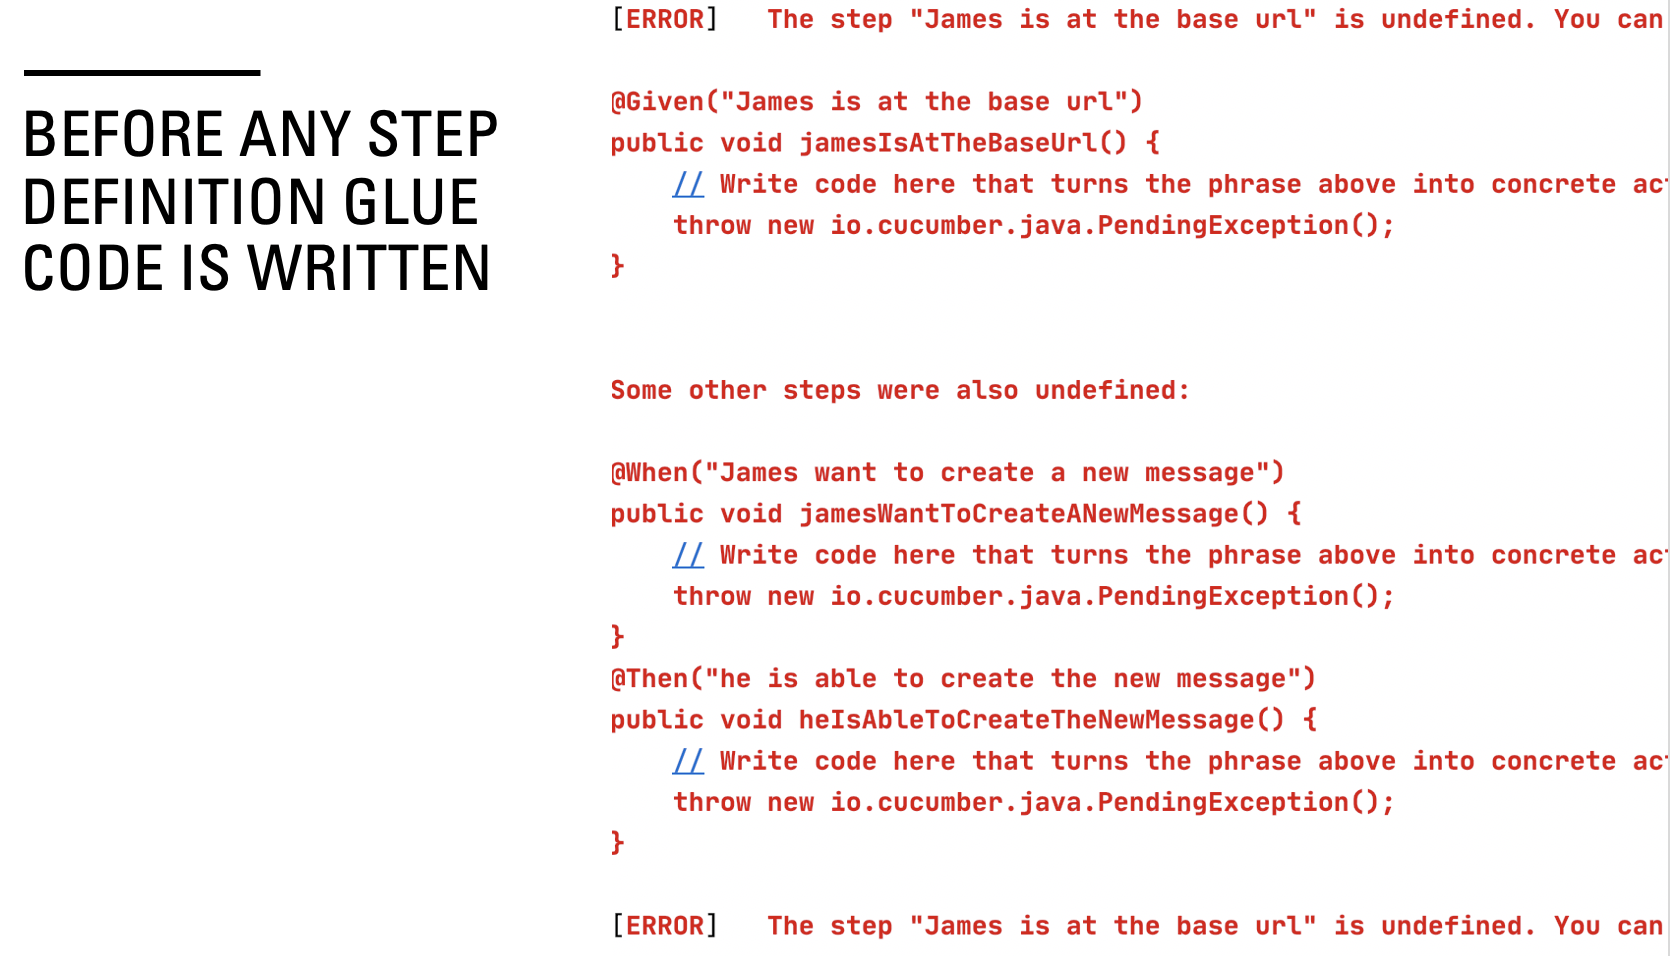 BEFORE ANY STEP
DEFINITION GLUE
CODE IS WRITTEN
[ERROR]   The step "James is at the base url" is undefined. You can
@Given("James is at the base url")
public void jamesIsAtTheBaseUrl() {
    // Write code here that turns the phrase above into concrete
    throw new io.cucumber.java.PendingException();
}
Some other steps were also undefined:
@When("James want to create a new message")
public void jamesWantToCreateANewMessage() {
    // Write code here that turns the phrase above into concrete
    throw new io.cucumber.java.PendingException();
}
@Then("he is able to create the new message")
public void heIsAbleToCreateTheNewMessage() {
    // Write code here that turns the phrase above into concrete
    throw new io.cucumber.java.PendingException();
}
[ERROR]   The step "James is at the base url" is undefined. You can